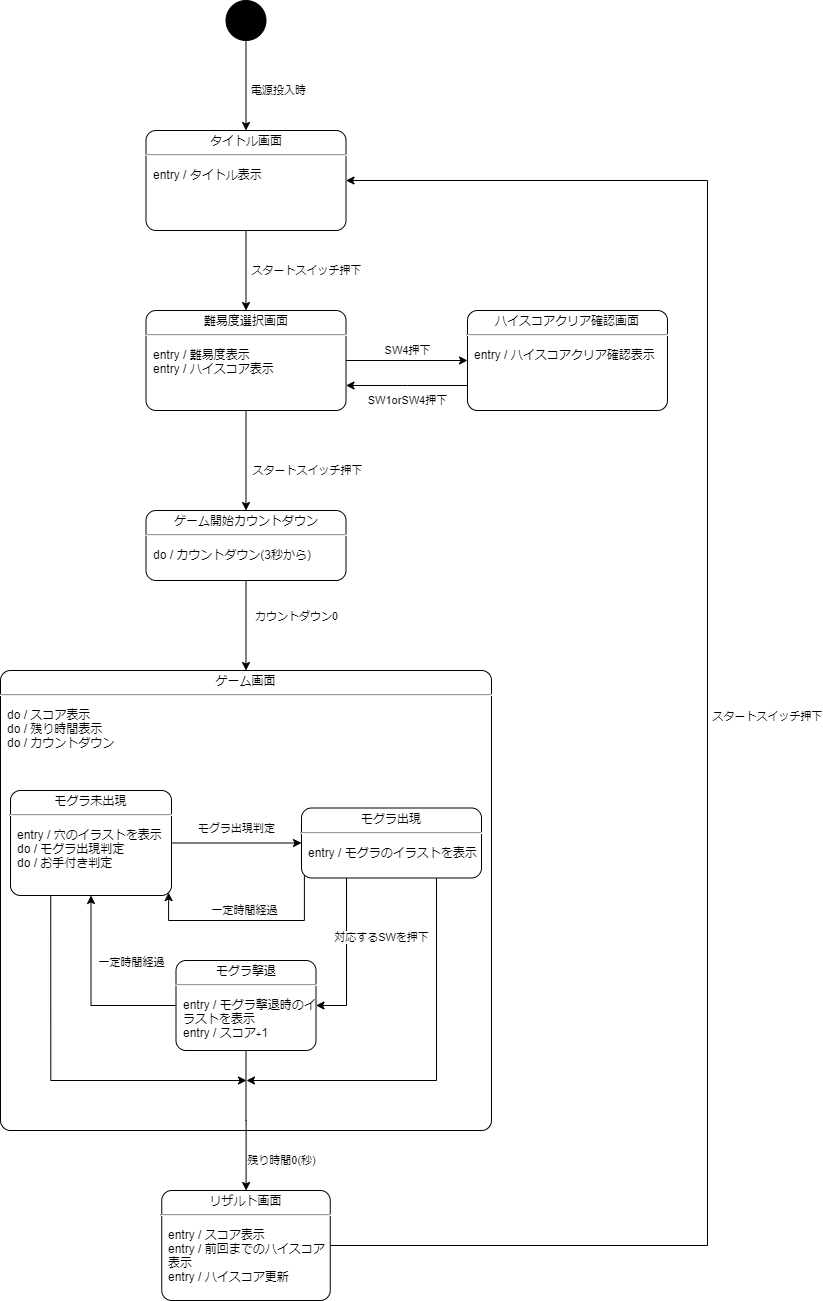 電源投入時
タイトル画面
entry / タイトル表示
スタートスイッチ押下
難易度選択画面
entry / 難易度表示
entry / ハイスコア表示
SW4押下
SW1orSW4押下
ハイスコアクリア確認画面
entry / ハイスコアクリア確認表示
スタートスイッチ押下
ゲーム開始カウントダウン
do / カウントダウン(3秒から)
カウントダウン0
ゲーム画面
do / スコア表示
do / 残り時間表示
do / カウントダウン
スタートスイッチ押下
モグラ未出現
entry / 穴のイラストを表示
do / モグラ出現判定
do / お手付き判定
モグラ出現判定
モグラ出現
entry / モグラのイラストを表示
一定時間経過
対応するSWを押下
一定時間経過
モグラ撃退
entry / モグラ撃退時のイ
ラストを表示
entry / スコア+1
残り時間0(秒)
リザルト画面
entry / スコア表示
entry / 前回までのハイスコア
表示
entry / ハイスコア更新